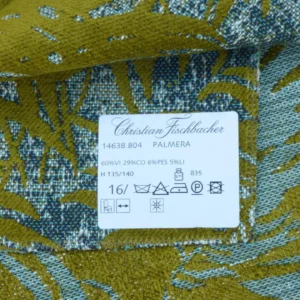 Christian Fischbacher
14638.804 PALMERA
60%VI 29%CO 6%PES 5%LI
H 135/140 835
16/ P